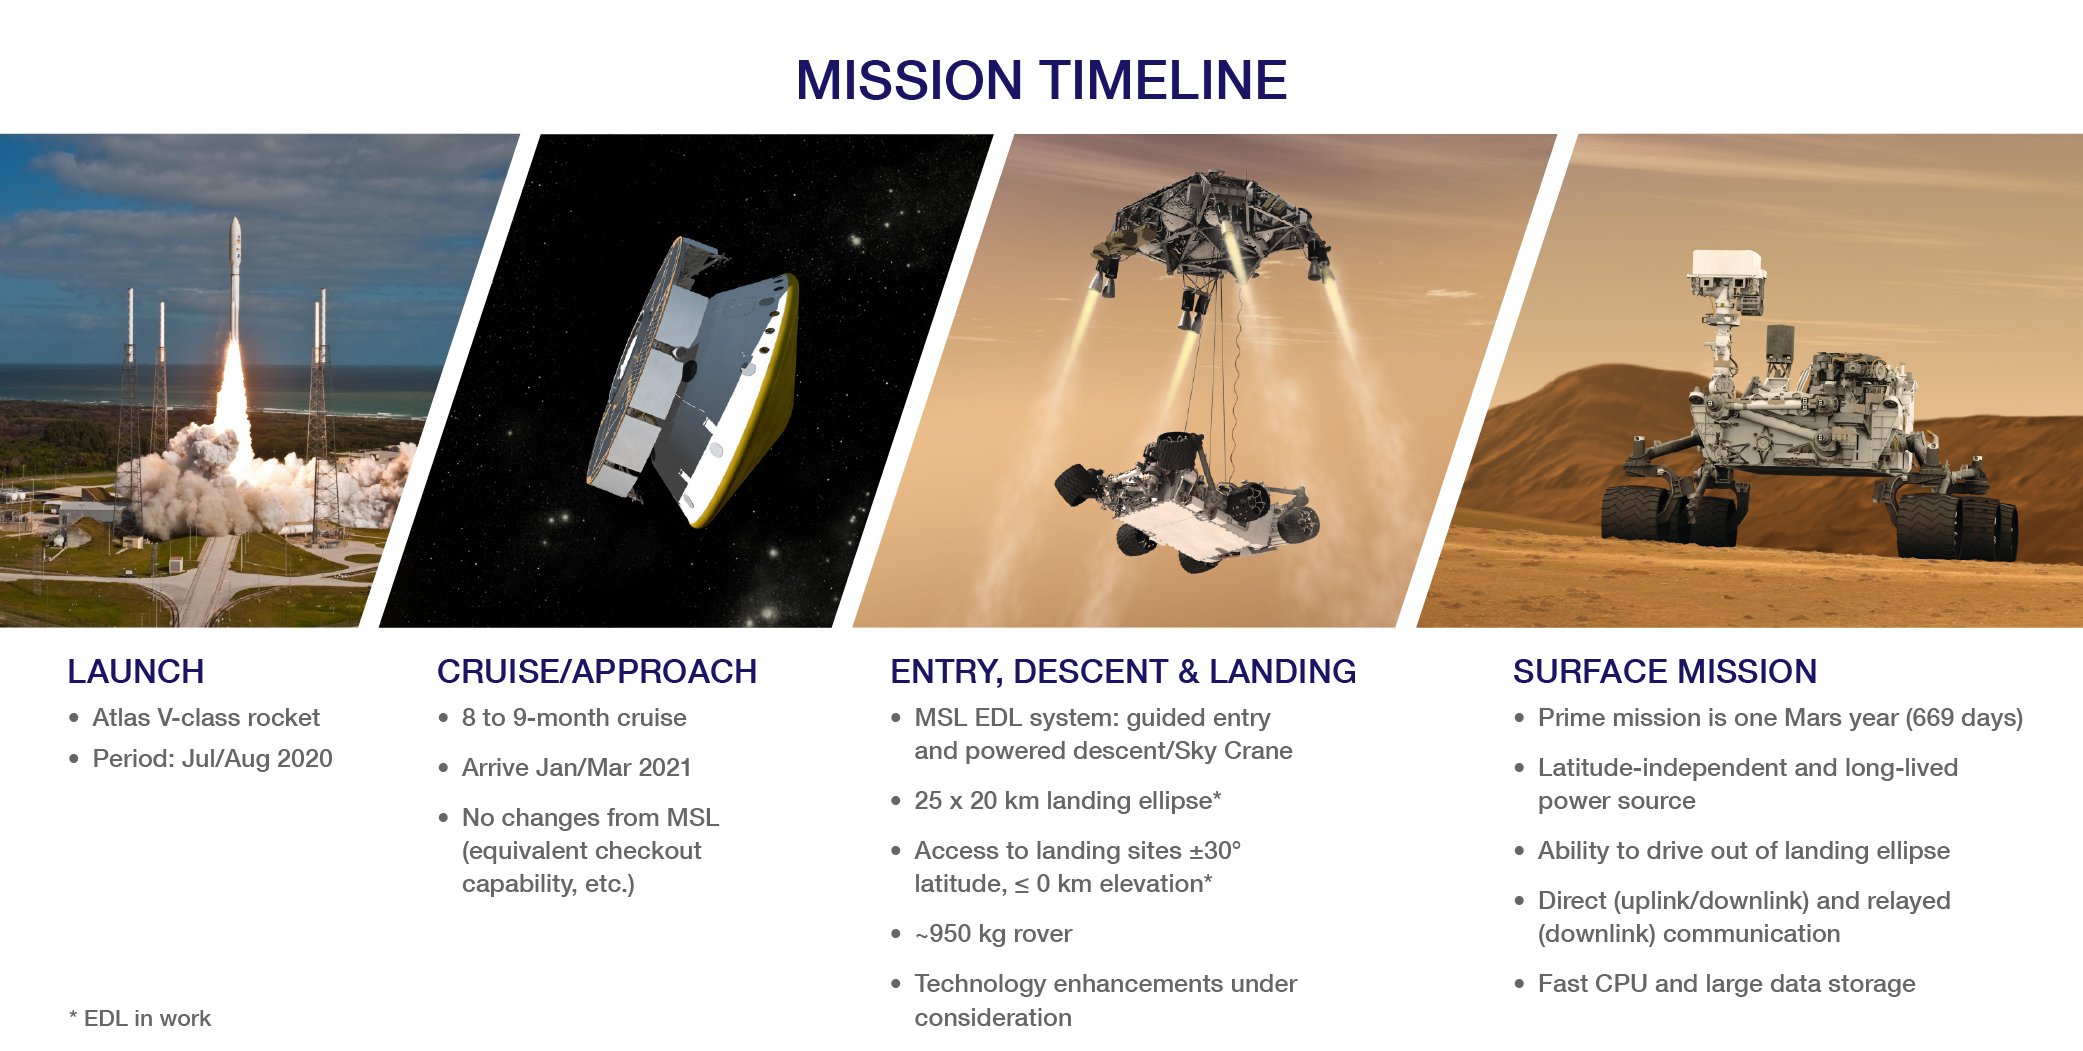 MISSION TIMELINE
LAUNCH
• Atlas V-class rocket
• Period: Jul/Aug 2020
CRUISE/APPROACH
• 8 to 9-month cruise
• Arrive Jan/Mar 2021
• No changes from MSL
(equivalent checkout
capability, etc.)
ENTRY, DESCENT & LANDING
• MSL EDL system: guided entry
and powered descent/Sky Crane
• 25 x 20 km landing ellipse*
• Access to landing sites ±30°
latitude, ≤ 0 km elevation*
• ~950 kg rover
• Technology enhancements under
consideration
SURFACE MISSION
• Prime mission is one Mars year (669 days)
• Latitude-independent and long-lived
power source
• Ability to drive out of landing ellipse
• Direct (uplink/downlink) and relayed
(downlink) communication
• Fast CPU and large data storage
* EDL in work